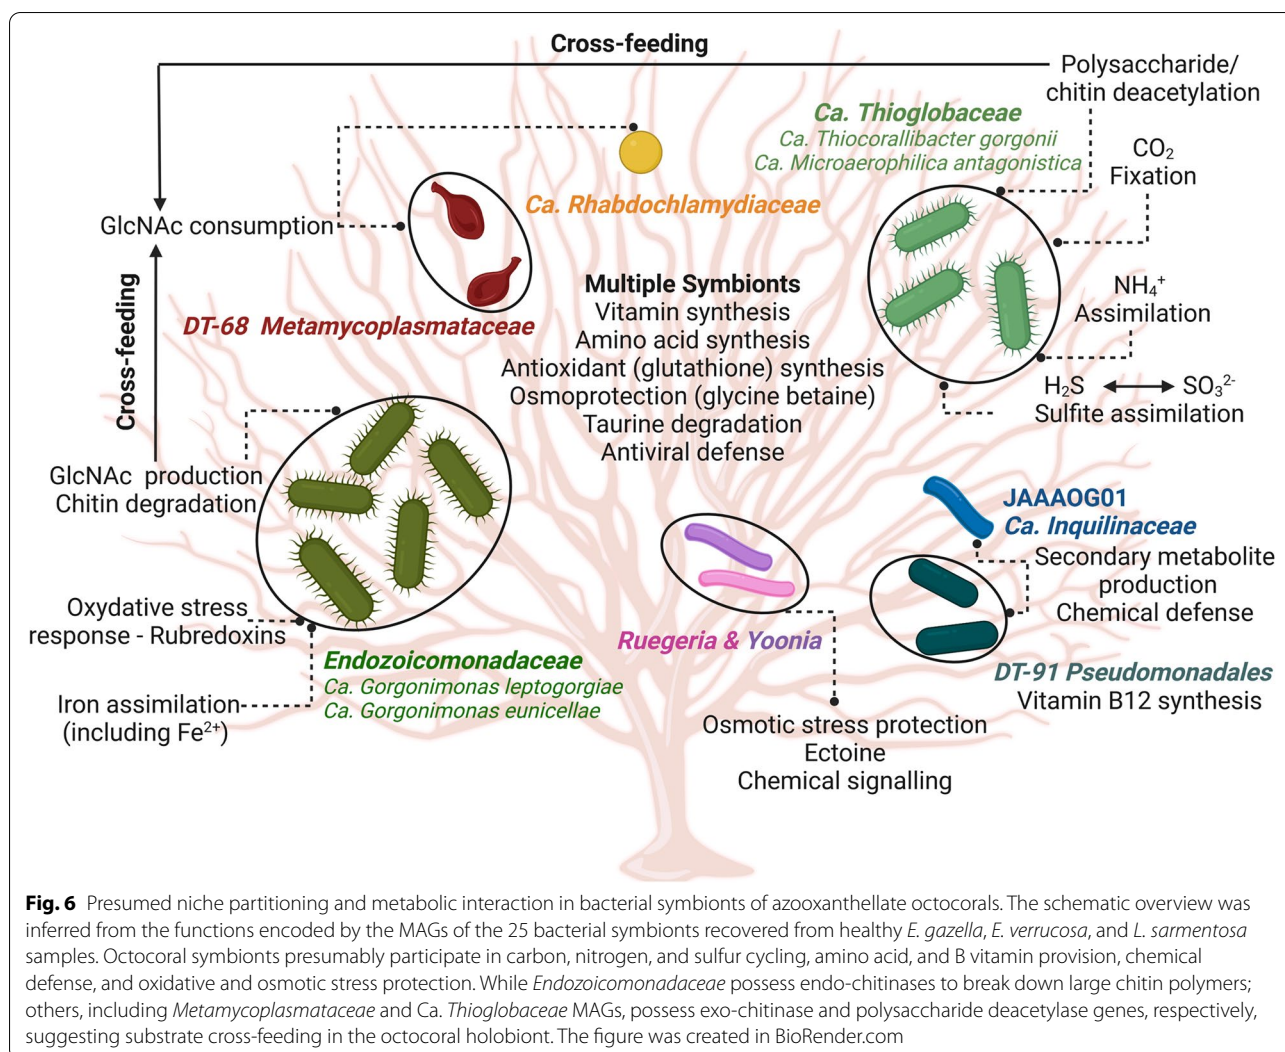 Cross-feeding
Polysaccharide/
chitin deacetylation
Ca. Thioglobaceae
Ca. Thiocorallibacter gorgonii
Ca. Microaerophilica antagonistica
CO2
Fixation
Ca. Rhabdochlamydiaceae
GlcNAc consumption
DT-68 Metamycoplasmataceae
Cross-feeding
Multiple Symbionts
Vitamin synthesis
Amino acid synthesis
Antioxidant (glutathione) synthesis
Osmoprotection (glycine betaine)
Taurine degradation
Antiviral defense
NH4+
Assimilation
H2S SO32-
Sulfite assimilation
GlcNAc production
Chitin degradation
JAAAOG01
Ca. Inquilinaceae
Secondary metabolite
production
Chemical defense
Oxydative stress
response - Rubredoxins
Ruegeria & Yoonia
Endozoicomonadaceae
Ca. Gorgonimonas leptogorgiae
Ca. Gorgonimonas eunicellae
DT-91 Pseudomonadales
Vitamin B12 synthesis
Iron assimilation
(including Fe2+)
Osmotic stress protection
Ectoine
Chemical signalling
Fig. 6 Presumed niche partitioning and metabolic interaction in bacterial symbionts of azooxanthellate octocorals. The schematic overview was
inferred from the functions encoded by the MAGs of the 25 bacterial symbionts recovered from healthy E. gazella, E. verrucosa, and L. sarmentosa
samples. Octocoral symbionts presumably participate in carbon, nitrogen, and sulfur cycling, amino acid, and B vitamin provision, chemical
defense, and oxidative and osmotic stress protection. While Endozoicomonadaceae possess endo-chitinases to break down large chitin polymers;
others, including Metamycoplasmataceae and Ca. Thioglobaceae MAGs, possess exo-chitinase and polysaccharide deacetylase genes, respectively,
suggesting substrate cross-feeding in the octocoral holobiont. The figure was created in BioRender.com